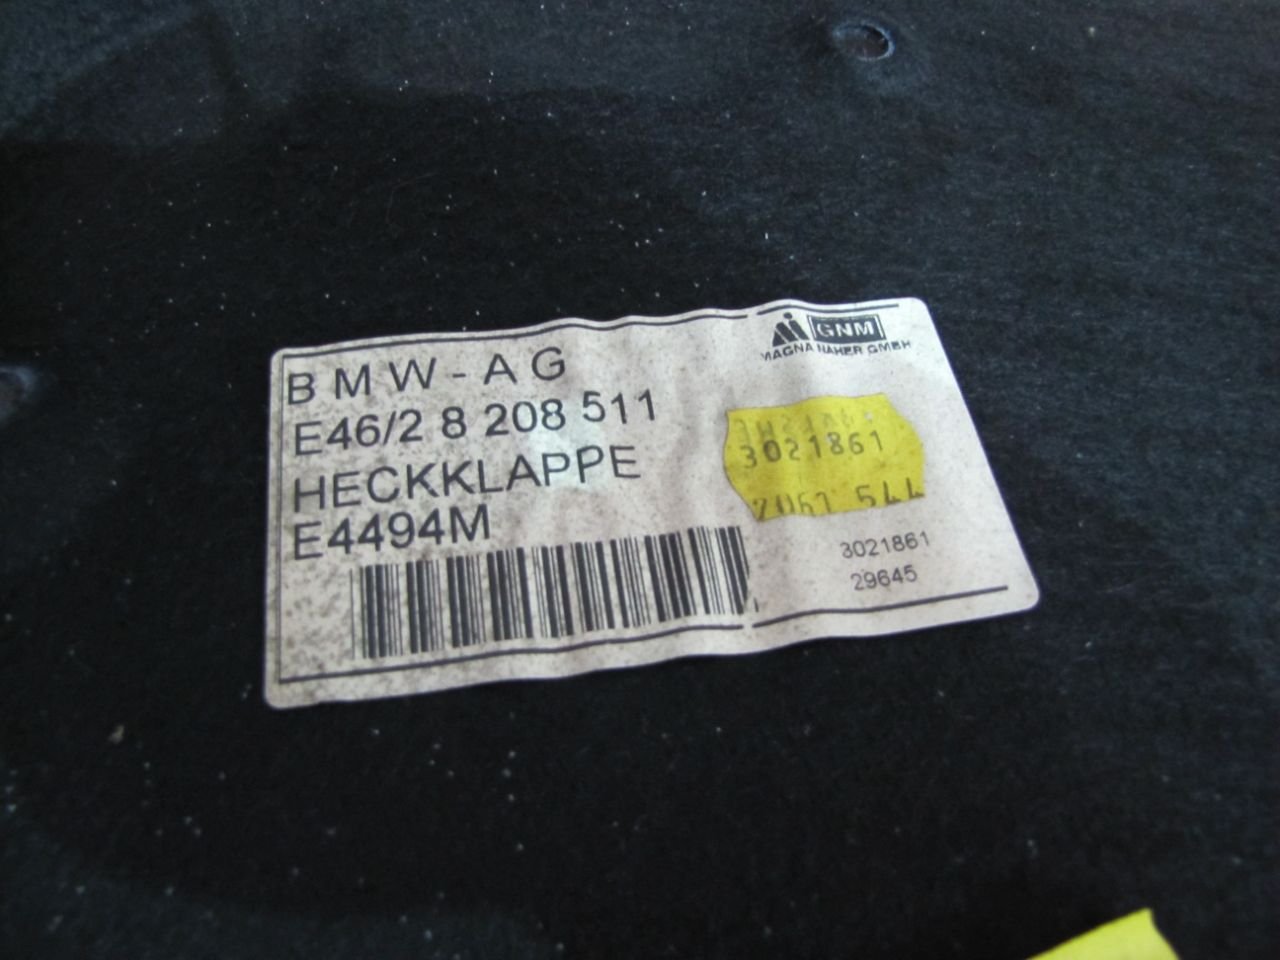 GNM
MAGNA NAHER GMBH
BMW-AG
E46/2 8 208 511
HECKKLAPPE
E4494M
3021861
3021861
29645